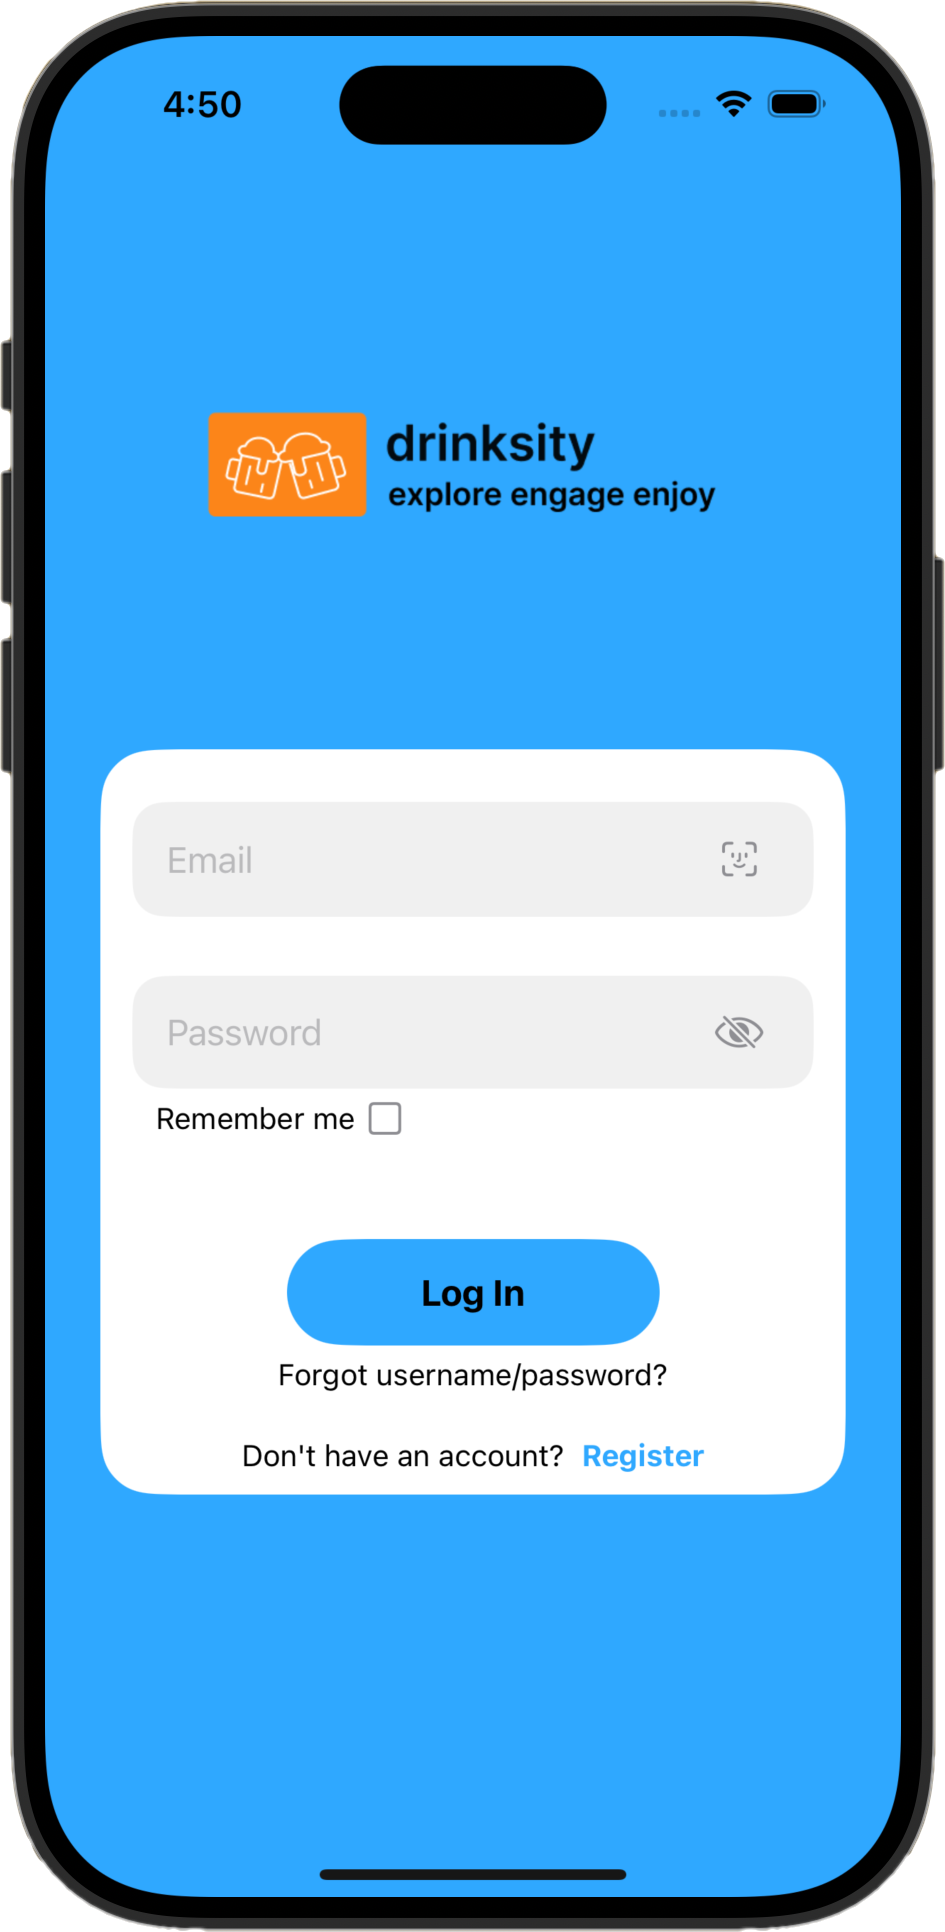 4:50
drinksity
explore engage enjoy
Email
Password
Remember me
Log In
Forgot username/password?
Don't have an account? Register